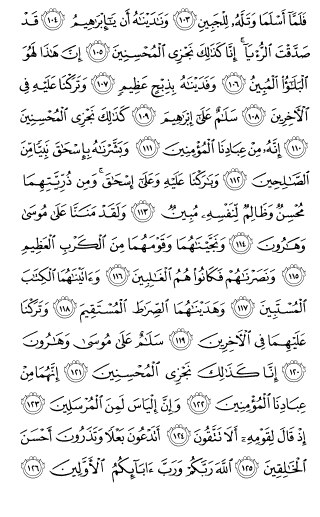 فَلَمَّا أَسْلَمَا وَتَلَّهُۥ لِلْجَبِينِ ١٠٣ وَنَٰدَيْنَٰهُ أَن يَٰٓإِبْرَٰهِيمُ ١٠٤ قَدْ
صَدَّقْتَ ٱلرُّءْيَآ ۚ إِنَّا كَذَٰلِكَ نَجْزِى ٱلْمُحْسِنِينَ ١٠٥ إِنَّ هَٰذَا لَهُوَ
ٱلْبَلَٰٓؤُا۟ ٱلْمُبِينُ ١٠٦ وَفَدَيْنَٰهُ بِذِبْحٍ عَظِيمٍ ١٠٧ وَتَرَكْنَا عَلَيْهِ فِى
ٱلْءَاخِرِينَ ١٠٨ سَلَٰمٌ عَلَىٰٓ إِبْرَٰهِيمَ ١٠٩ كَذَٰلِكَ نَجْزِى ٱلْمُحْسِنِينَ
١١٠ إِنَّهُۥ مِنْ عِبَادِنَا ٱلْمُؤْمِنِينَ ١١١ وَبَشَّرْنَٰهُ بِإِسْحَٰقَ نَبِيًّا مِّنَ
ٱلصَّٰلِحِينَ ١١٢ وَبَٰرَكْنَا عَلَيْهِ وَعَلَىٰٓ إِسْحَٰقَ ۚ وَمِن ذُرِّيَّتِهِمَا
مُحْسِنٌ وَظَالِمٌ لِّنَفْسِهِۦ مُبِينٌ ١١٣ وَلَقَدْ مَنَنَّا عَلَىٰ مُوسَىٰ
وَهَٰرُونَ ١١٤ وَنَجَّيْنَٰهُمَا وَقَوْمَهُمَا مِنَ ٱلْكَرْبِ ٱلْعَظِيمِ
١١٥ وَنَصَرْنَٰهُمْ فَكَانُوا۟ هُمُ ٱلْغَٰلِبِينَ ١١٦ وَءَاتَيْنَٰهُمَا ٱلْكِتَٰبَ
ٱلْمُسْتَبِينَ ١١٧ وَهَدَيْنَٰهُمَا ٱلصِّرَٰطَ ٱلْمُسْتَقِيمَ ١١٨ وَتَرَكْنَا
عَلَيْهِمَا فِى ٱلْءَاخِرِينَ ١١٩ سَلَٰمٌ عَلَىٰ مُوسَىٰ وَهَٰرُونَ
١٢٠ إِنَّا كَذَٰلِكَ نَجْزِى ٱلْمُحْسِنِينَ ١٢١ إِنَّهُمَا مِنْ
عِبَادِنَا ٱلْمُؤْمِنِينَ ١٢٢ وَإِنَّ إِلْيَاسَ لَمِنَ ٱلْمُرْسَلِينَ ١٢٣
إِذْ قَالَ لِقَوْمِهِۦٓ أَلَا تَتَّقُونَ ١٢٤ أَتَدْعُونَ بَعْلًا وَتَذَرُونَ أَحْسَنَ
ٱلْخَٰلِقِينَ ١٢٥ ٱللَّهَ رَبَّكُمْ وَرَبَّ ءَابَآئِكُمُ ٱلْأَوَّلِينَ ١٢٦